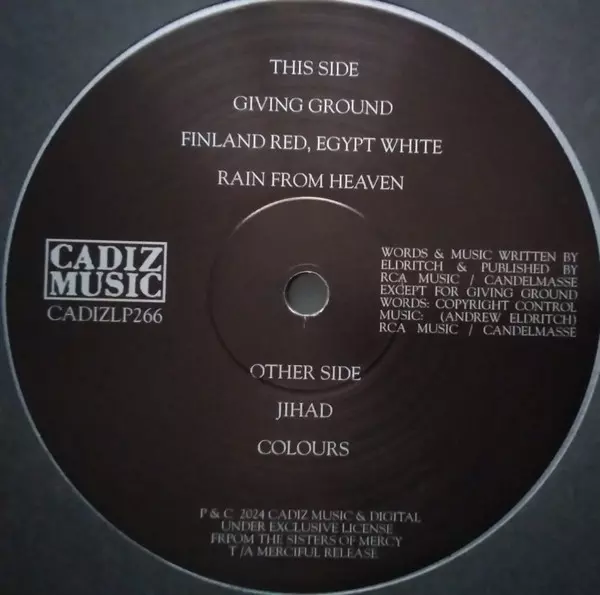 THIS SIDE
GIVING GROUND
FINLAND RED, EGYPT WHITE
RAIN FROM HEAVEN
CADIZ
MUSIC
CADIZLP266
WORDS & MUSIC WRITTEN BY
ELDRITCH & PUBLISHED BY
RCA MUSIC / CANDELMASSE
EXCEPT FOR GIVING GROUND
WORDS: COPYRIGHT CONTROL
MUSIC: (ANDREW ELDRITCH)
RCA MUSIC / CANDELMASSE
OTHER SIDE
JIHAD
COLOURS
P & C 2024 CADIZ MUSIC & DIGITAL
UNDER EXCLUSIVE LICENSE
FRPOM THE SISTERS OF MERCY
T /A MERCIFUL RELEASE